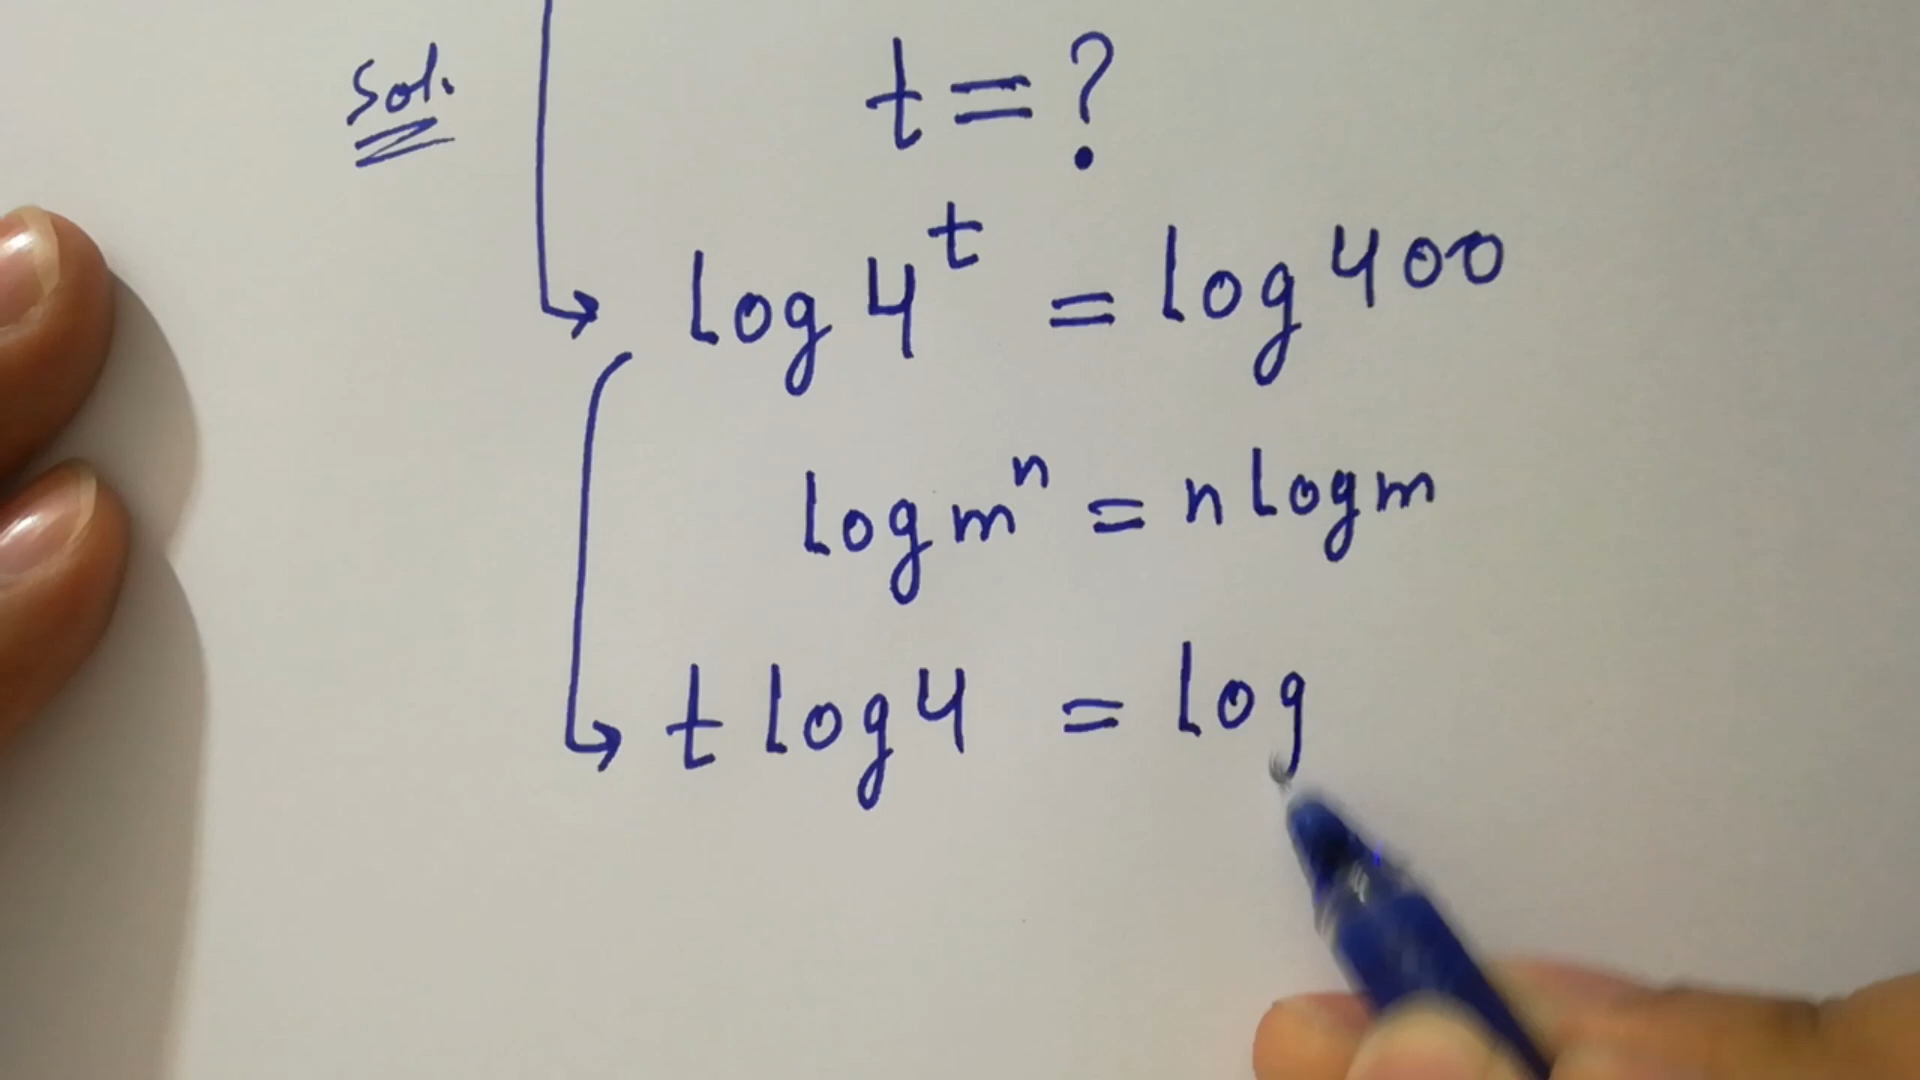 Sol.
t = ?
log 4^t = log 400
log m^n = n log m
t log 4 = log